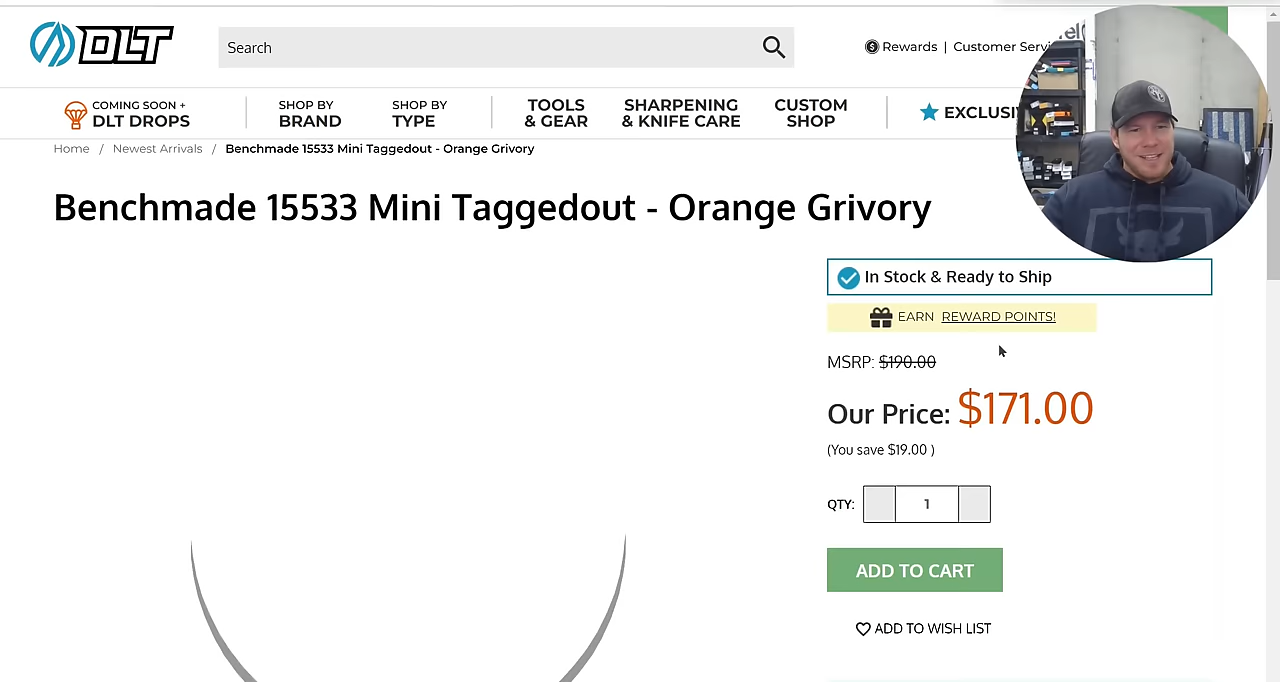 DLT
Search
Rewards | Customer Servi
COMING SOON +
DLT DROPS
SHOP BY
BRAND
SHOP BY
TYPE
TOOLS
& GEAR
SHARPENING
& KNIFE CARE
CUSTOM
SHOP
EXCLUSI
Home / Newest Arrivals / Benchmade 15533 Mini Taggedout - Orange Grivory
Benchmade 15533 Mini Taggedout - Orange Grivory
In Stock & Ready to Ship
EARN REWARD POINTS!
MSRP: $190.00
Our Price: $171.00
(You save $19.00 )
QTY: 1
ADD TO CART
ADD TO WISH LIST